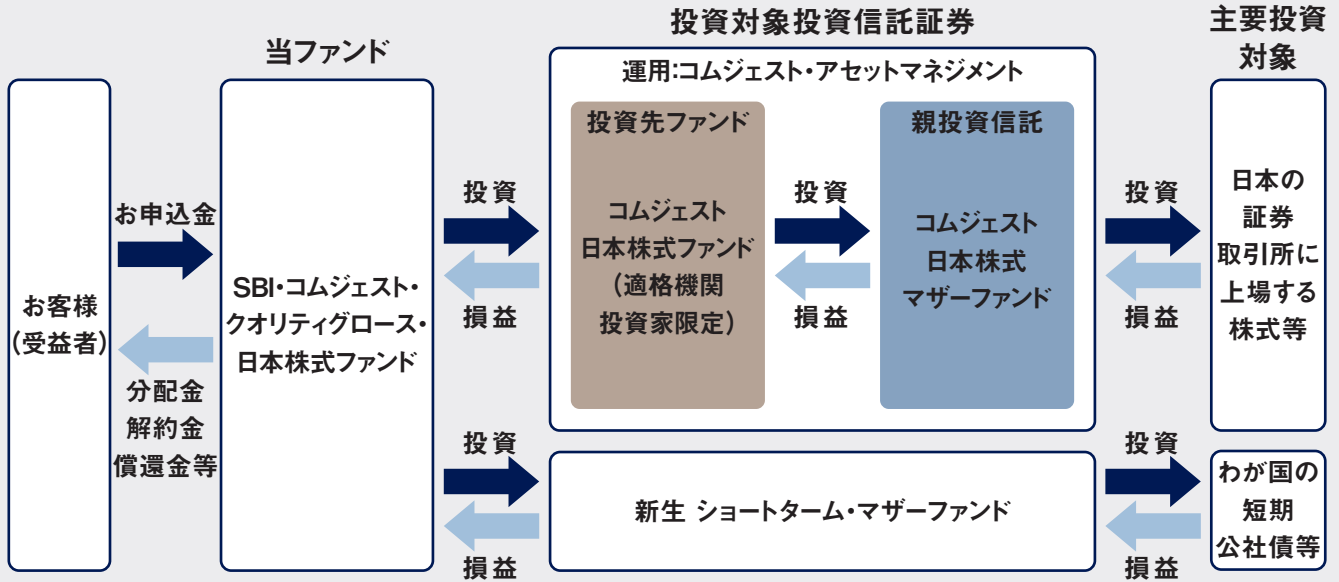 投資対象投資信託証券
主要投資
対象
当ファンド
運用:コムジェスト・アセットマネジメント
投資先ファンド
親投資信託
お客様
(受益者)
お申込金
分配金
解約金
償還金等
SBI・コムジェスト・
クオリティグロース・
日本株式ファンド
投資
損益
コムジェスト
日本株式ファンド
(適格機関
投資家限定)
投資
損益
コムジェスト
日本株式
マザーファンド
投資
損益
日本の
証券
取引所に
上場する
株式等
投資
損益
新生 ショートターム・マザーファンド
投資
損益
わが国の
短期
公社債等